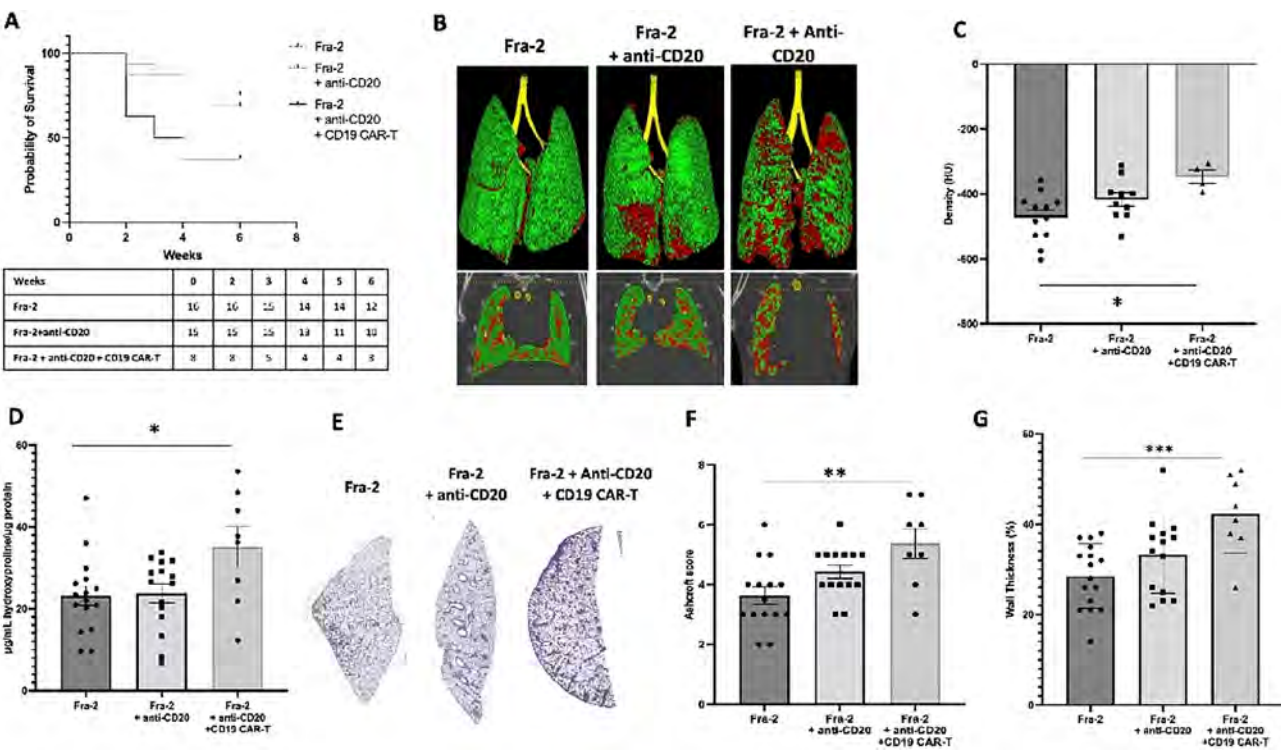 A
Probability of Survival
100
50
0
0 2 4 6 8
Weeks
Fra-2
Fra-2
+ anti-CD20
Fra-2
+ anti-CD20
+ CD19 CAR-T
Weeks 0 2 3 4 5 6
Fra-2 16 16 15 14 14 12
Fra-2+anti-CD20 15 15 15 13 11 10
Fra-2 + anti-CD20 + CD19 CAR-T 8 8 5 4 4 3
B
Fra-2
Fra-2
+ anti-CD20
Fra-2 + Anti-
CD20
C
Density (HU)
0
-200
-400
-600
-800
*
Fra-2
Fra-2
+ anti-CD20
Fra-2
+ anti-CD20
+CD19 CAR-T
D
µg/mL hydroxyproline/µg protein
60
40
20
0
*
Fra-2
Fra-2
+ anti-CD20
Fra-2
+ anti-CD20
+CD19 CAR-T
E
Fra-2
Fra-2
+ anti-CD20
Fra-2 + Anti-CD20
+ CD19 CAR-T
F
Ashcroft score
8
6
4
2
0
**
Fra-2
Fra-2
+ anti-CD20
Fra-2
+ anti-CD20
+CD19 CAR-T
G
Wall Thickness (%)
60
40
20
0
***
Fra-2
Fra-2
+ anti-CD20
Fra-2
+ anti-CD20
+CD19 CAR-T